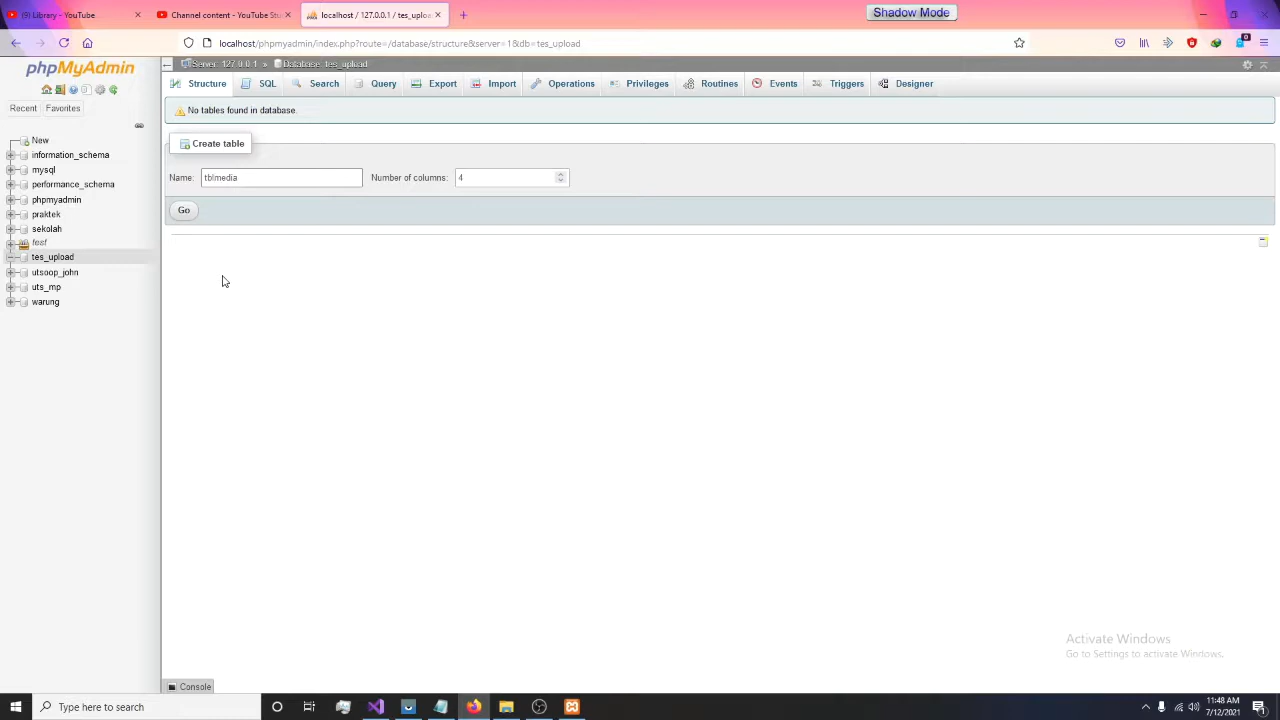 Library - YouTube
Channel content - YouTube Stu
localhost / 127.0.0.1 / tes_uploa
Shadow Mode
localhost/phpmyadmin/index.php?route=/database/structure&server=1&db=tes_upload
phpMyAdmin
Server: 127.0.0.1 » Database: tes_upload
Structure SQL Search Query Export Import Operations Privileges Routines Events Triggers Designer
Recent Favorites
No tables found in database.
Create table
Name: tblmedia Number of columns: 4
Go
New
information_schema
mysql
performance_schema
phpmyadmin
praktek
sekolah
test
tes_upload
utsoop_john
uts_mp
warung
Activate Windows
Go to Settings to activate Windows.
Console
Type here to search
11:48 AM
7/12/2021